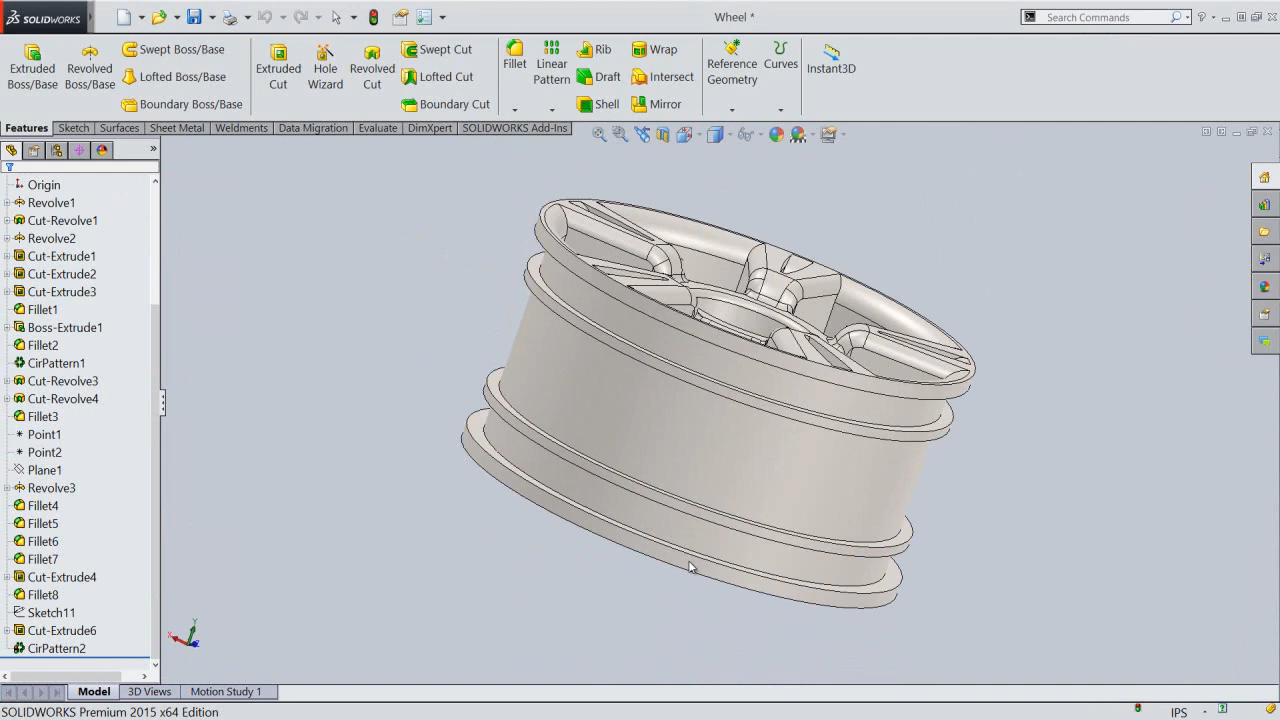 SOLIDWORKS
Wheel *
Search Commands
Extruded Boss/Base
Revolved Boss/Base
Swept Boss/Base
Lofted Boss/Base
Boundary Boss/Base
Extruded Cut
Hole Wizard
Revolved Cut
Swept Cut
Lofted Cut
Boundary Cut
Fillet
Linear Pattern
Rib
Draft
Shell
Wrap
Intersect
Mirror
Reference Geometry
Curves
Instant3D
Features
Sketch
Surfaces
Sheet Metal
Weldments
Data Migration
Evaluate
DimXpert
SOLIDWORKS Add-Ins
Origin
Revolve1
Cut-Revolve1
Revolve2
Cut-Extrude1
Cut-Extrude2
Cut-Extrude3
Fillet1
Boss-Extrude1
Fillet2
CirPattern1
Cut-Revolve3
Cut-Revolve4
Fillet3
Point1
Point2
Plane1
Revolve3
Fillet4
Fillet5
Fillet6
Fillet7
Cut-Extrude4
Fillet8
Sketch11
Cut-Extrude6
CirPattern2
Y
X
Z
Model
3D Views
Motion Study 1
SOLIDWORKS Premium 2015 x64 Edition
IPS